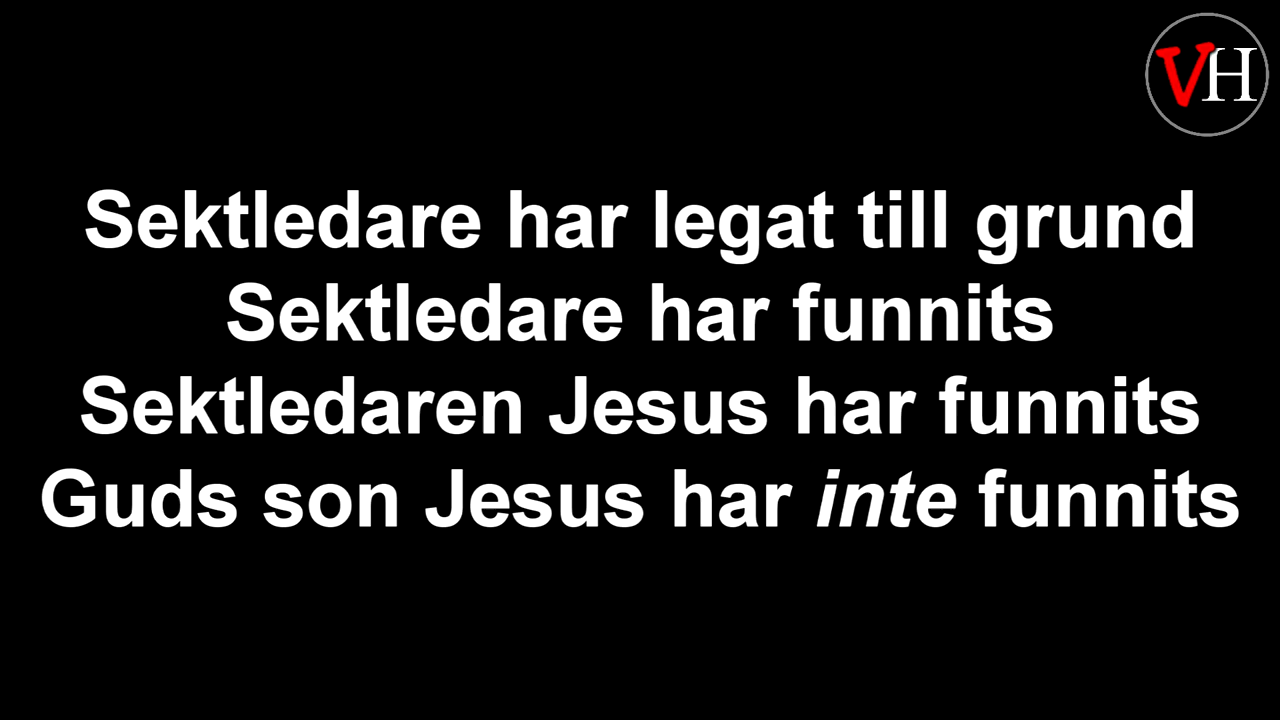 VH
Sektledare har legat till grund
Sektledare har funnits
Sektledaren Jesus har funnits
Guds son Jesus har inte funnits